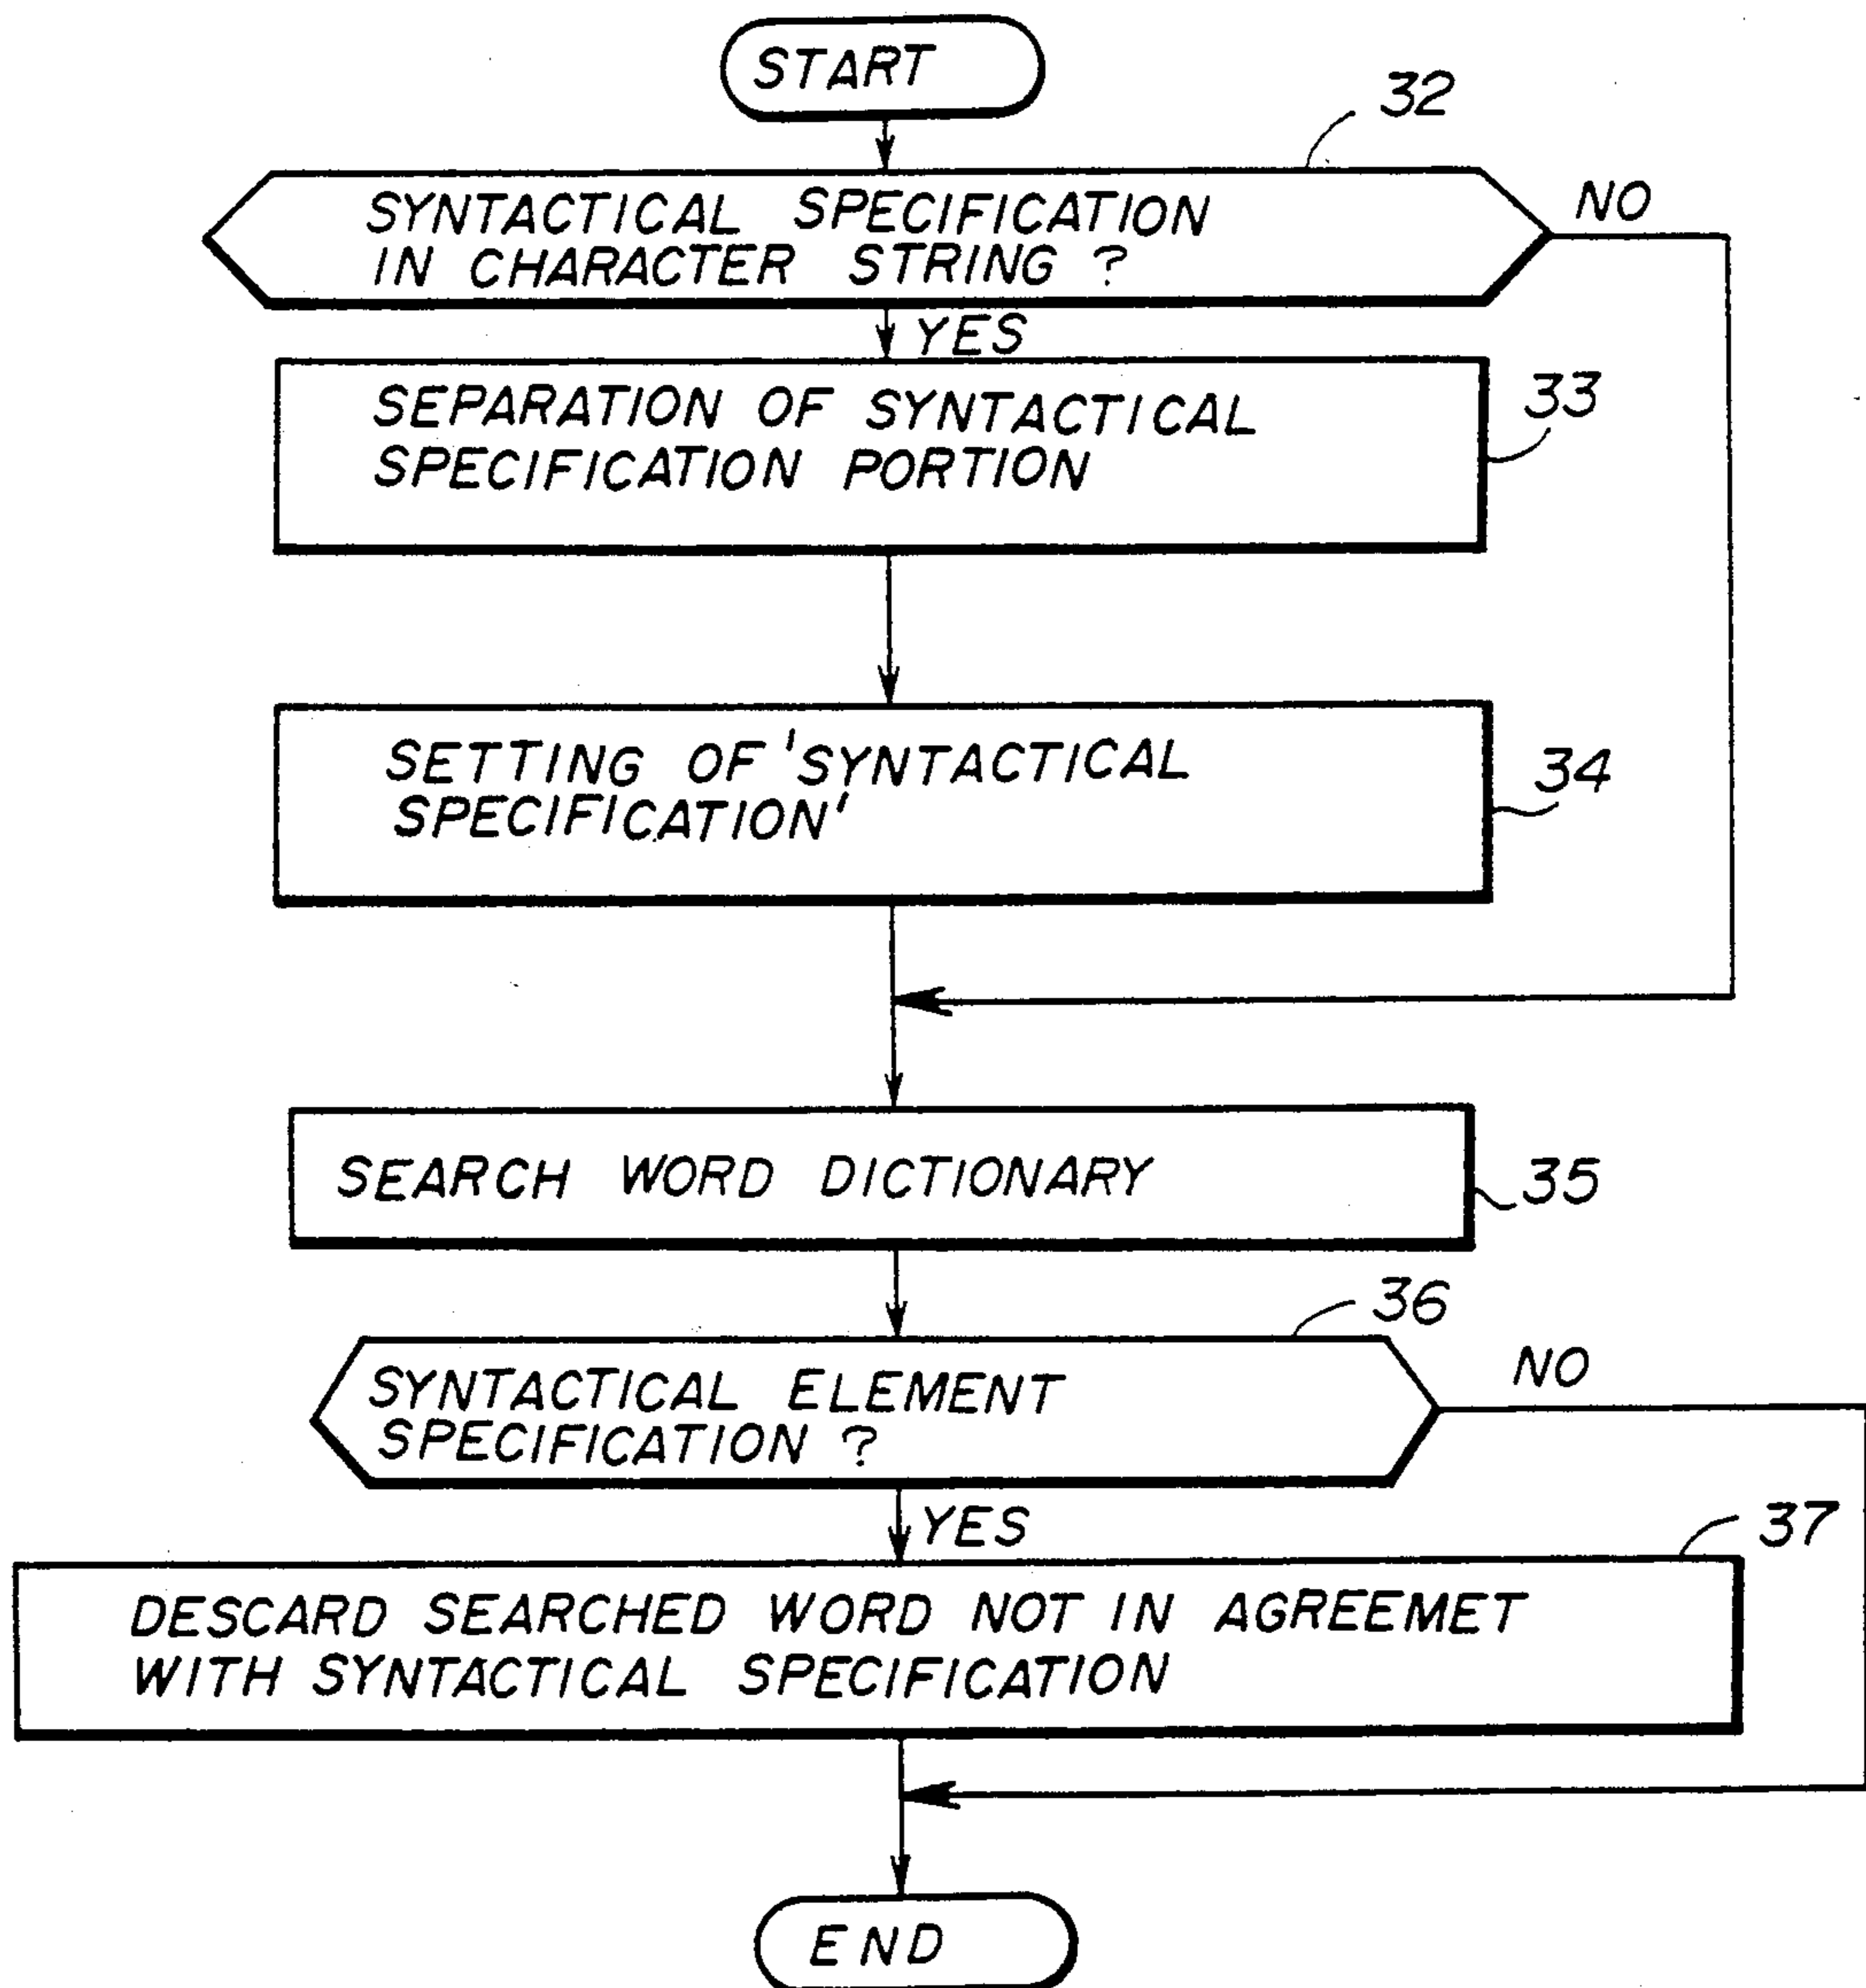 START
32
SYNTACTICAL SPECIFICATION
IN CHARACTER STRING ?
NO
YES
SEPARATION OF SYNTACTICAL
SPECIFICATION PORTION
33
SETTING OF 'SYNTACTICAL
SPECIFICATION'
34
SEARCH WORD DICTIONARY
35
36
SYNTACTICAL ELEMENT
SPECIFICATION ?
NO
YES
37
DESCARD SEARCHED WORD NOT IN AGREEMET
WITH SYNTACTICAL SPECIFICATION
END